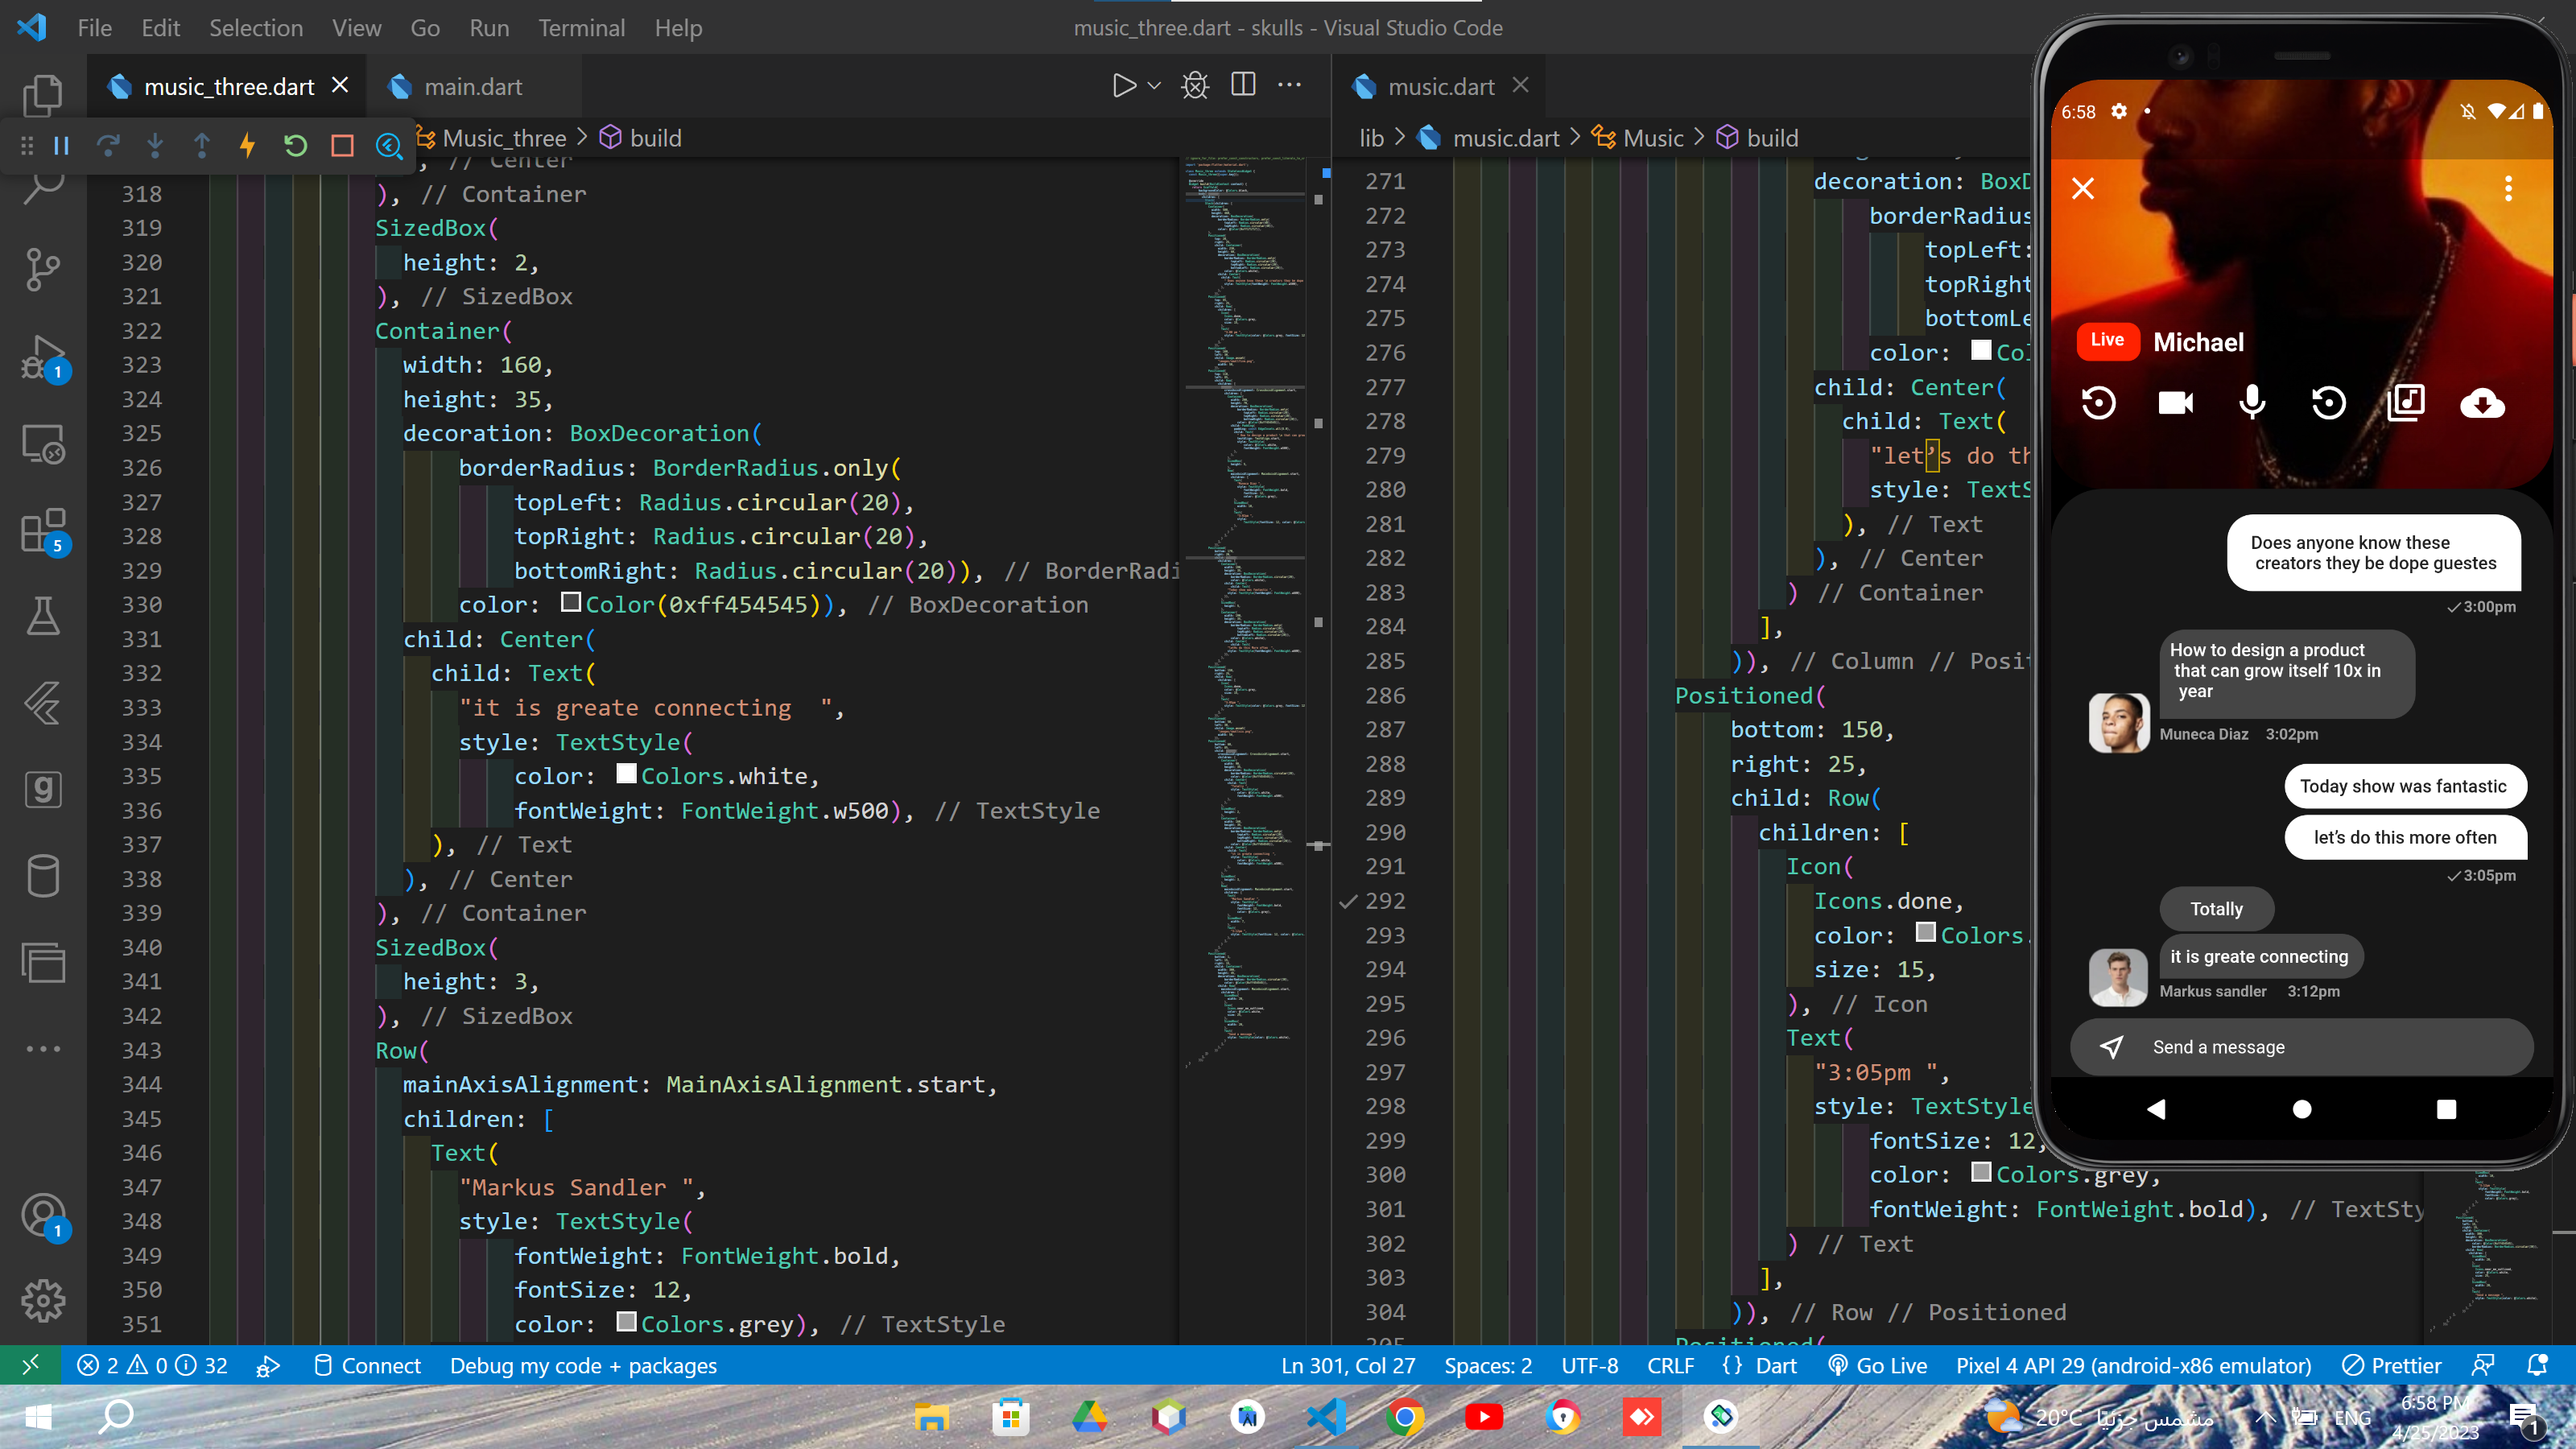 File Edit Selection View Go Run Terminal Help
music_three.dart - skulls - Visual Studio Code
music_three.dart
main.dart
Music_three > build
), // Center
318 ), // Container
319 SizedBox(
320 height: 2,
321 ), // SizedBox
322 Container(
323 width: 160,
324 height: 35,
325 decoration: BoxDecoration(
326 borderRadius: BorderRadius.only(
327 topLeft: Radius.circular(20),
328 topRight: Radius.circular(20),
329 bottomRight: Radius.circular(20)), // BorderRadi
330 color: Color(0xff454545)), // BoxDecoration
331 child: Center(
332 child: Text(
333 "it is greate connecting  ",
334 style: TextStyle(
335 color: Colors.white,
336 fontWeight: FontWeight.w500), // TextStyle
337 ), // Text
338 ), // Center
339 ), // Container
340 SizedBox(
341 height: 3,
342 ), // SizedBox
343 Row(
344 mainAxisAlignment: MainAxisAlignment.start,
345 children: [
346 Text(
347 "Markus Sandler ",
348 style: TextStyle(
349 fontWeight: FontWeight.bold,
350 fontSize: 12,
351 color: Colors.grey), // TextStyle
1
5
g
1
music.dart
lib > music.dart > Music > build
271 decoration: BoxD
272 borderRadius
273 topLeft:
274 topRight
275 bottomLe
276 color: Col
277 child: Center(
278 child: Text(
279 "let’s do th
280 style: TextS
281 ), // Text
282 ), // Center
283 ) // Container
284 ],
285 )), // Column // Posit
286 Positioned(
287 bottom: 150,
288 right: 25,
289 child: Row(
290 children: [
291 Icon(
292 Icons.done,
293 color: Colors.
294 size: 15,
295 ), // Icon
296 Text(
297 "3:05pm ",
298 style: TextStyle
299 fontSize: 12,
300 color: Colors.grey,
301 fontWeight: FontWeight.bold), // TextSty
302 ) // Text
303 ],
304 )), // Row // Positioned
305 Positioned(
6:58
Live Michael
Does anyone know these
creators they be dope guestes
3:00pm
How to design a product
that can grow itself 10x in
year
Muneca Diaz 3:02pm
Today show was fantastic
let’s do this more often
3:05pm
Totally
it is greate connecting
Markus sandler 3:12pm
Send a message
2 0 32 Connect Debug my code + packages
Ln 301, Col 27 Spaces: 2 UTF-8 CRLF {} Dart Go Live Pixel 4 API 29 (android-x86 emulator) Prettier
20°C مشمس جزئيًا ENG
6:58 PM
4/25/2023
1